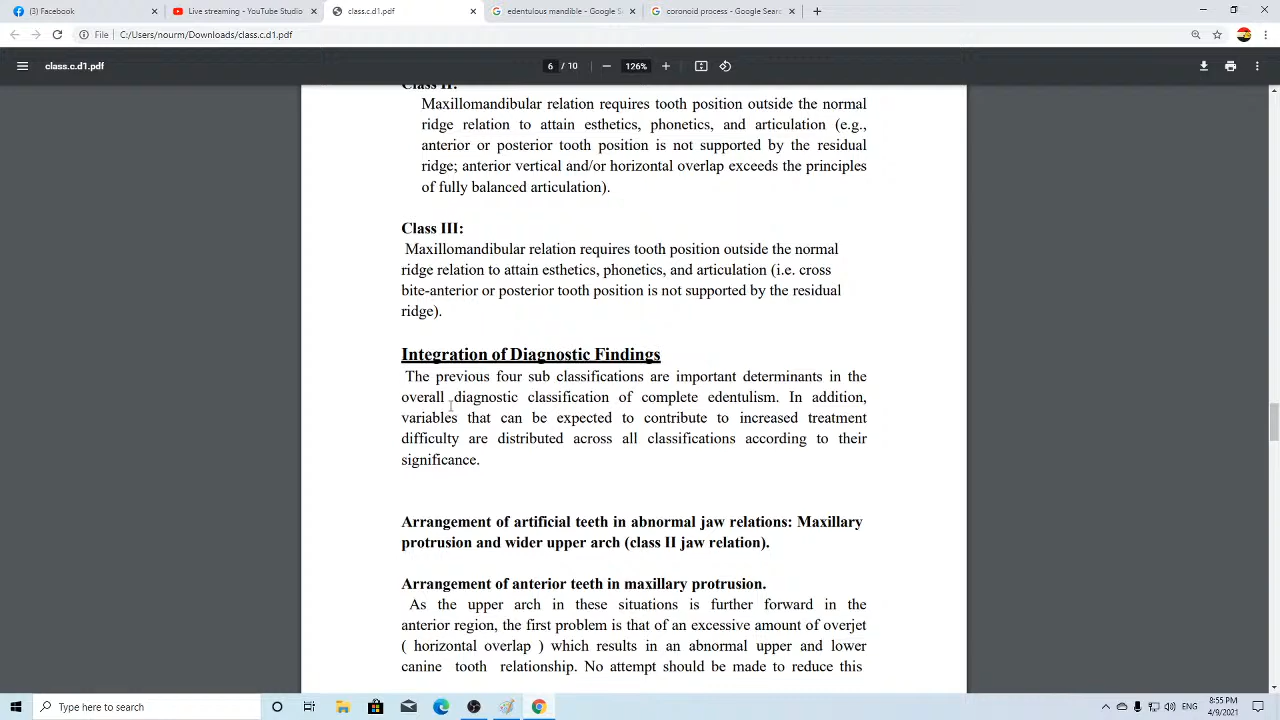 Facebook
Live streaming - YouTube Studio
class.c.d1.pdf
edentulous mandible - Google S
coronoid process - Google Searc
File
C:/Users/nourm/Downloads/class.c.d1.pdf
class.c.d1.pdf
6 / 10
126%
Class II:
Maxillomandibular relation requires tooth position outside the normal
ridge relation to attain esthetics, phonetics, and articulation (e.g.,
anterior or posterior tooth position is not supported by the residual
ridge; anterior vertical and/or horizontal overlap exceeds the principles
of fully balanced articulation).
Class III:
Maxillomandibular relation requires tooth position outside the normal
ridge relation to attain esthetics, phonetics, and articulation (i.e. cross
bite-anterior or posterior tooth position is not supported by the residual
ridge).
Integration of Diagnostic Findings
The previous four sub classifications are important determinants in the
overall diagnostic classification of complete edentulism. In addition,
variables that can be expected to contribute to increased treatment
difficulty are distributed across all classifications according to their
significance.
Arrangement of artificial teeth in abnormal jaw relations: Maxillary
protrusion and wider upper arch (class II jaw relation).
Arrangement of anterior teeth in maxillary protrusion.
As the upper arch in these situations is further forward in the
anterior region, the first problem is that of an excessive amount of overjet
( horizontal overlap ) which results in an abnormal upper and lower
canine tooth relationship. No attempt should be made to reduce this
Type here to search
ENG
8:55 PM
4/9/2021